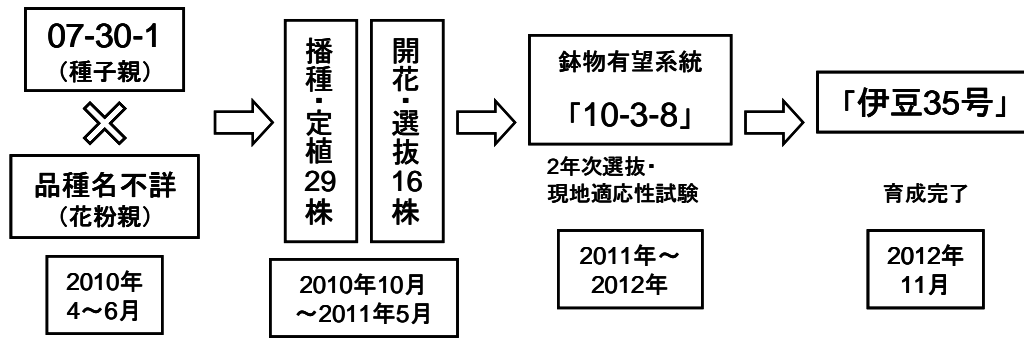 07-30-1
（種子親）
品種名不詳
（花粉親）
2010年
4～6月
播種・定植29株
開花・選抜16株
2010年10月
～2011年5月
鉢物有望系統
「10-3-8」
2年次選抜・
現地適応性試験
2011年～
2012年
「伊豆35号」
育成完了
2012年
11月